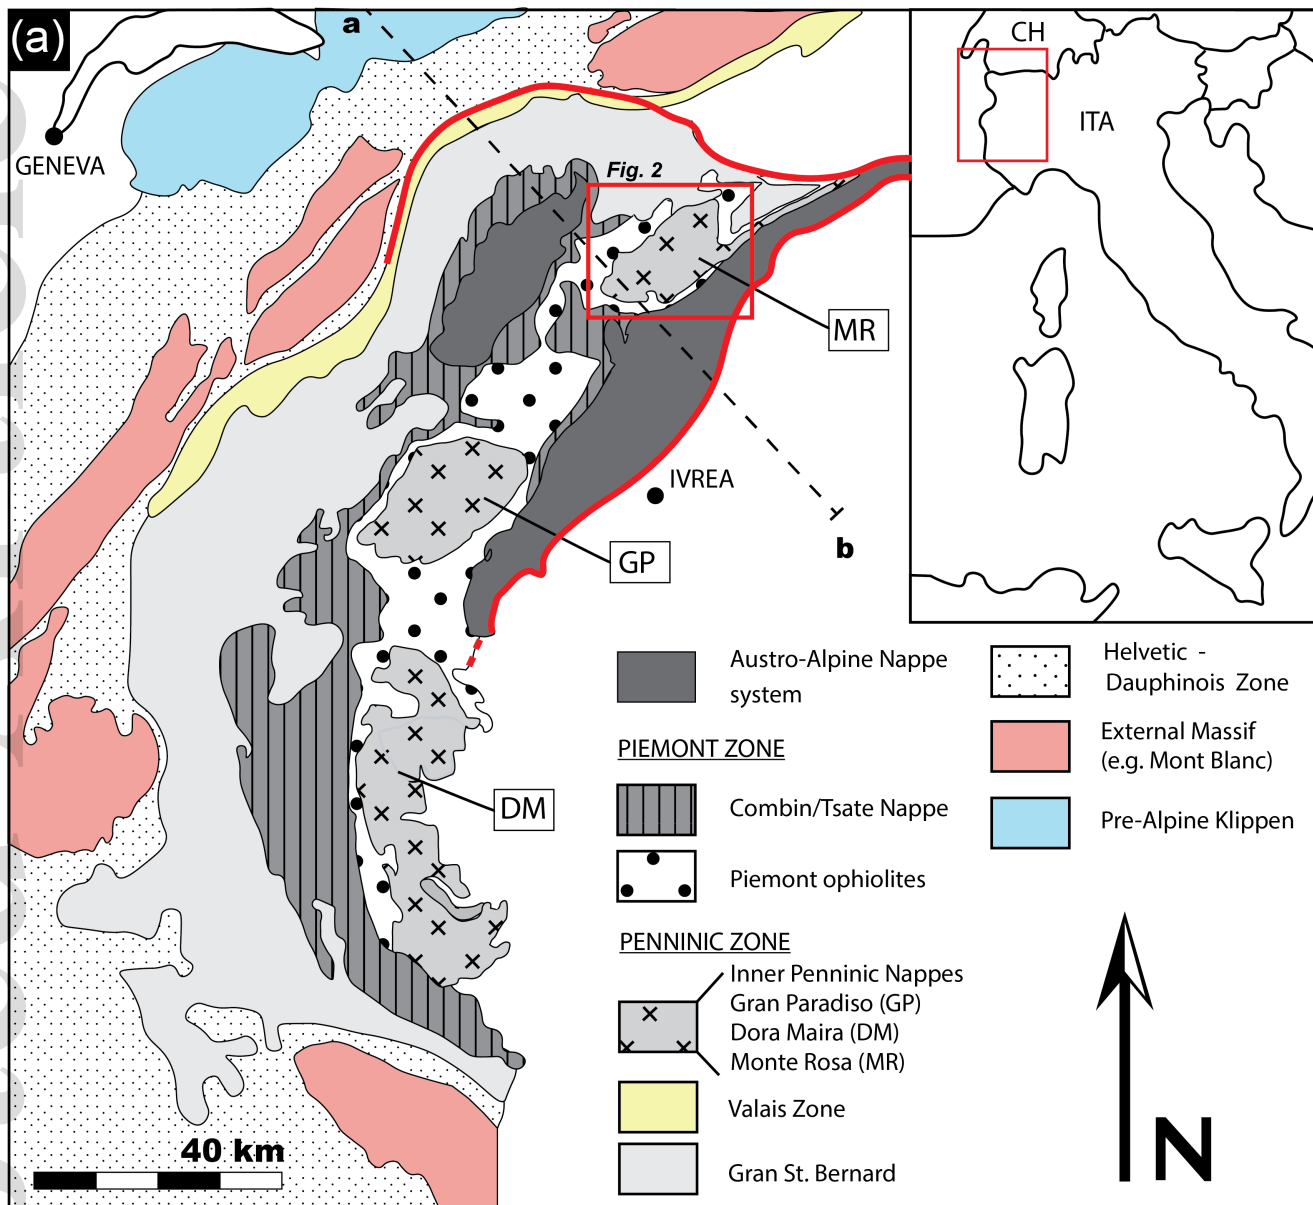 (a)
a
CH
ITA
GENEVA
Fig. 2
MR
IVREA
b
GP
DM
Austro-Alpine Nappe
system
PIEMONT ZONE
Combin/Tsate Nappe
Piemont ophiolites
PENNINIC ZONE
Inner Penninic Nappes
Gran Paradiso (GP)
Dora Maira (DM)
Monte Rosa (MR)
Valais Zone
Gran St. Bernard
Helvetic -
Dauphinois Zone
External Massif
(e.g. Mont Blanc)
Pre-Alpine Klippen
40 km
N